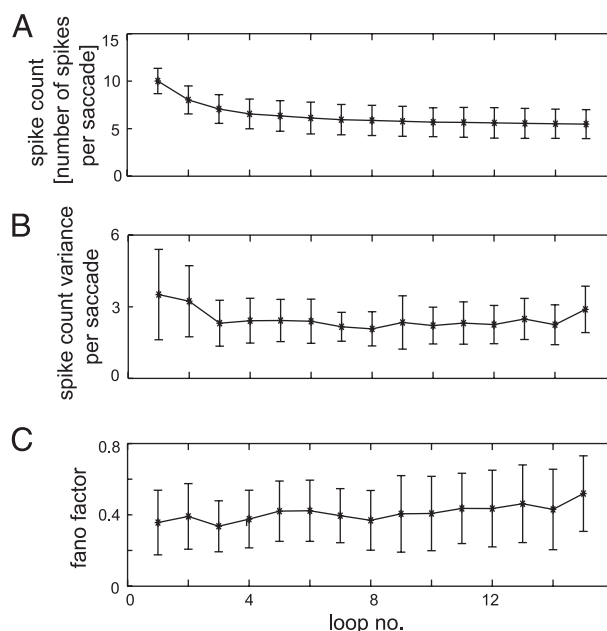 A
spike count
[number of spikes
per saccade]
15
10
5
0
B
spike count variance
per saccade
6
3
0
C
fano factor
0.8
0.4
0
0
4
8
12
loop no.